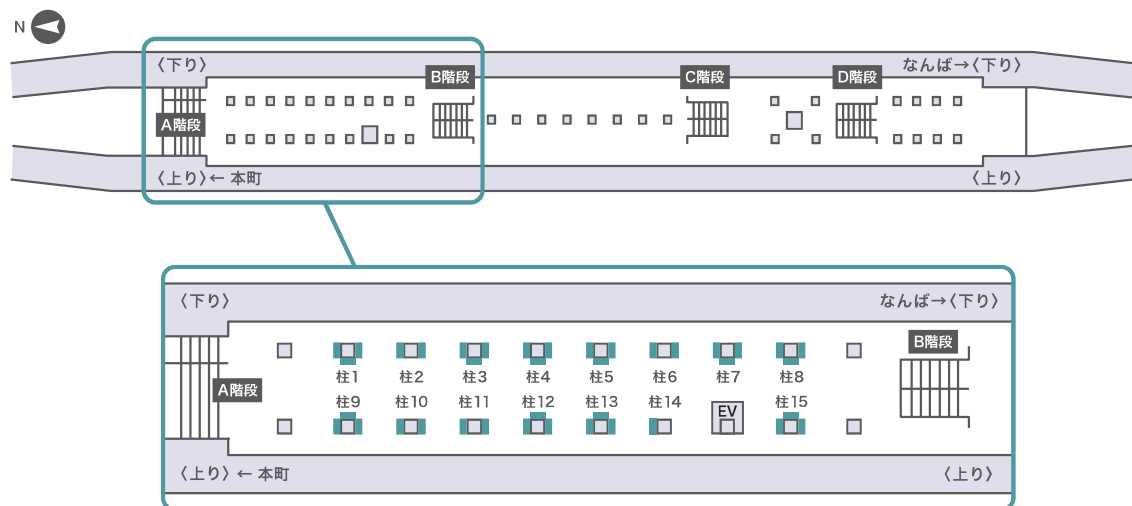 N
〈下り〉
B階段
C階段
D階段
なんば→〈下り〉
A階段
〈上り〉← 本町
〈上り〉
〈下り〉
なんば→〈下り〉
B階段
A階段
柱1
柱2
柱3
柱4
柱5
柱6
柱7
柱8
柱9
柱10
柱11
柱12
柱13
柱14
EV
柱15
〈上り〉← 本町
〈上り〉